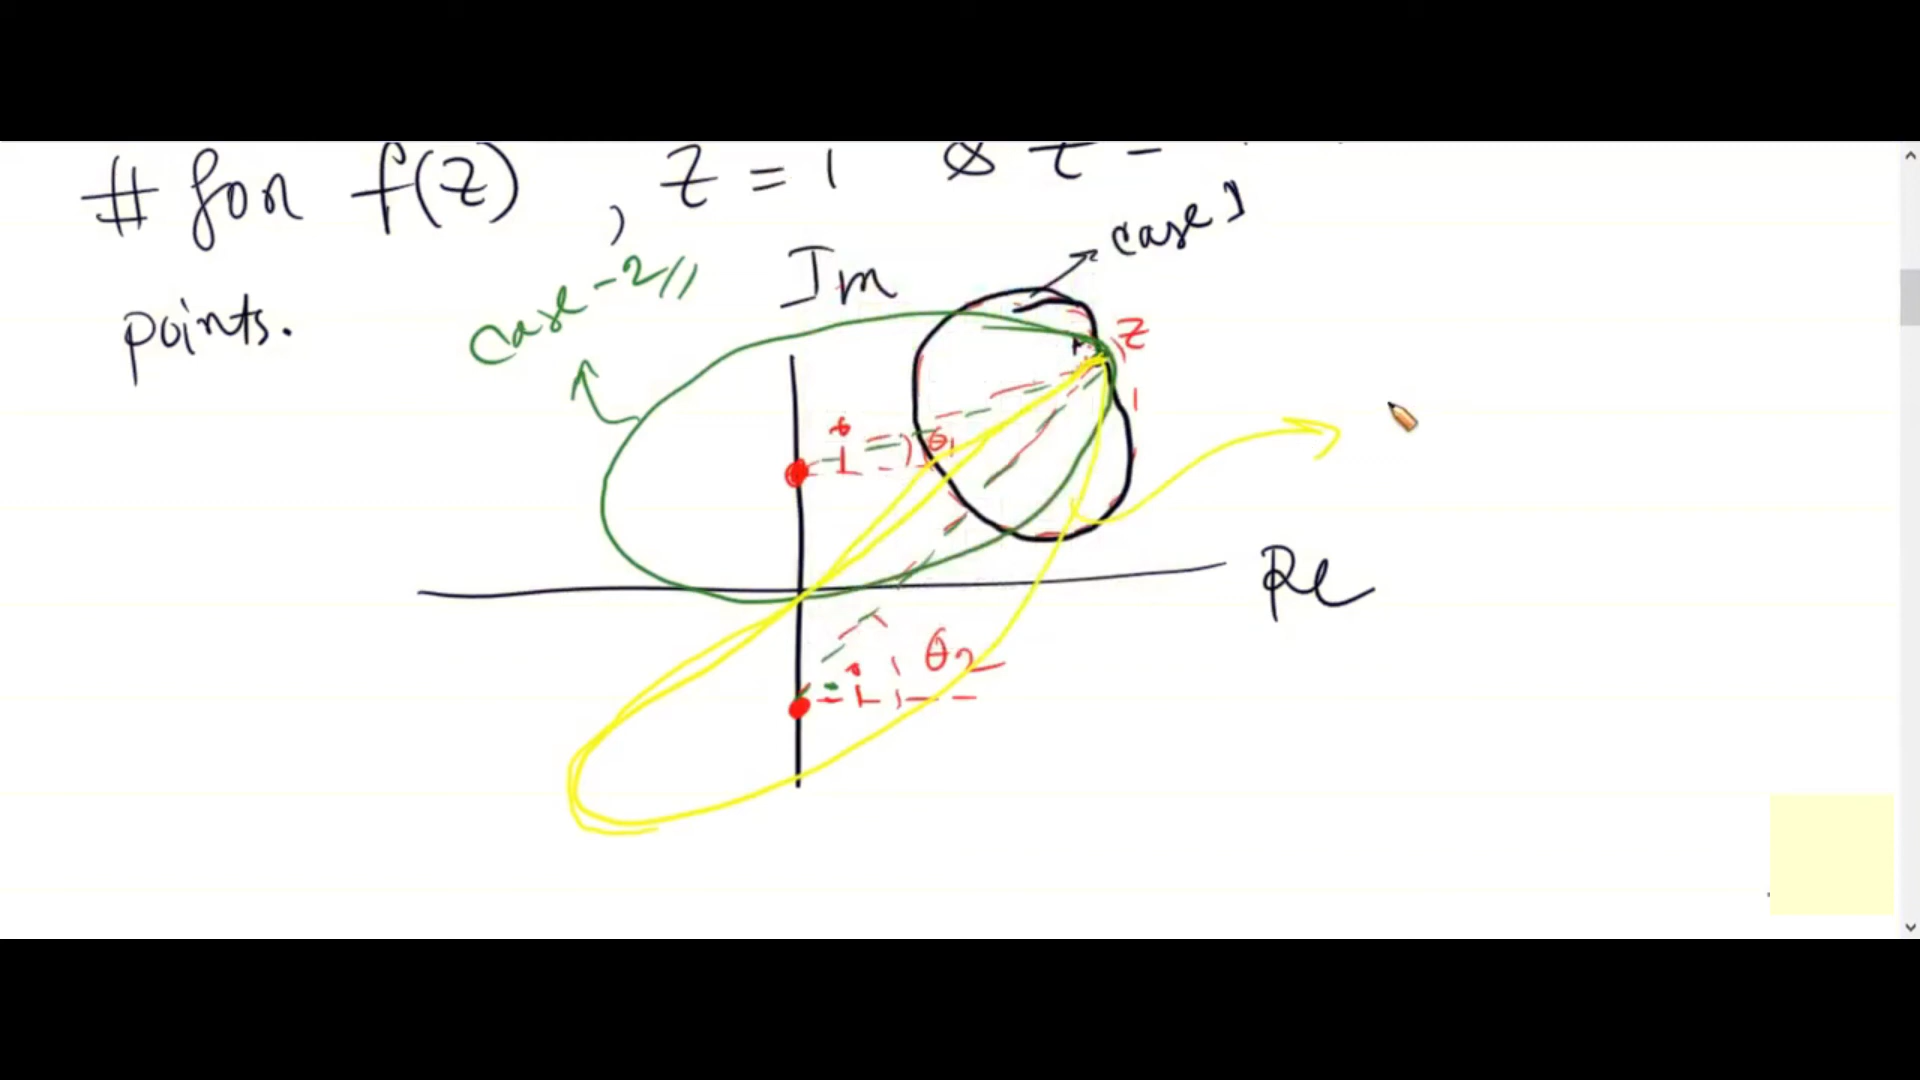 # for f(z), z = 1 &
points.
Case-2//
Im
case 1
z
i
θ1
Re
-i
θ2